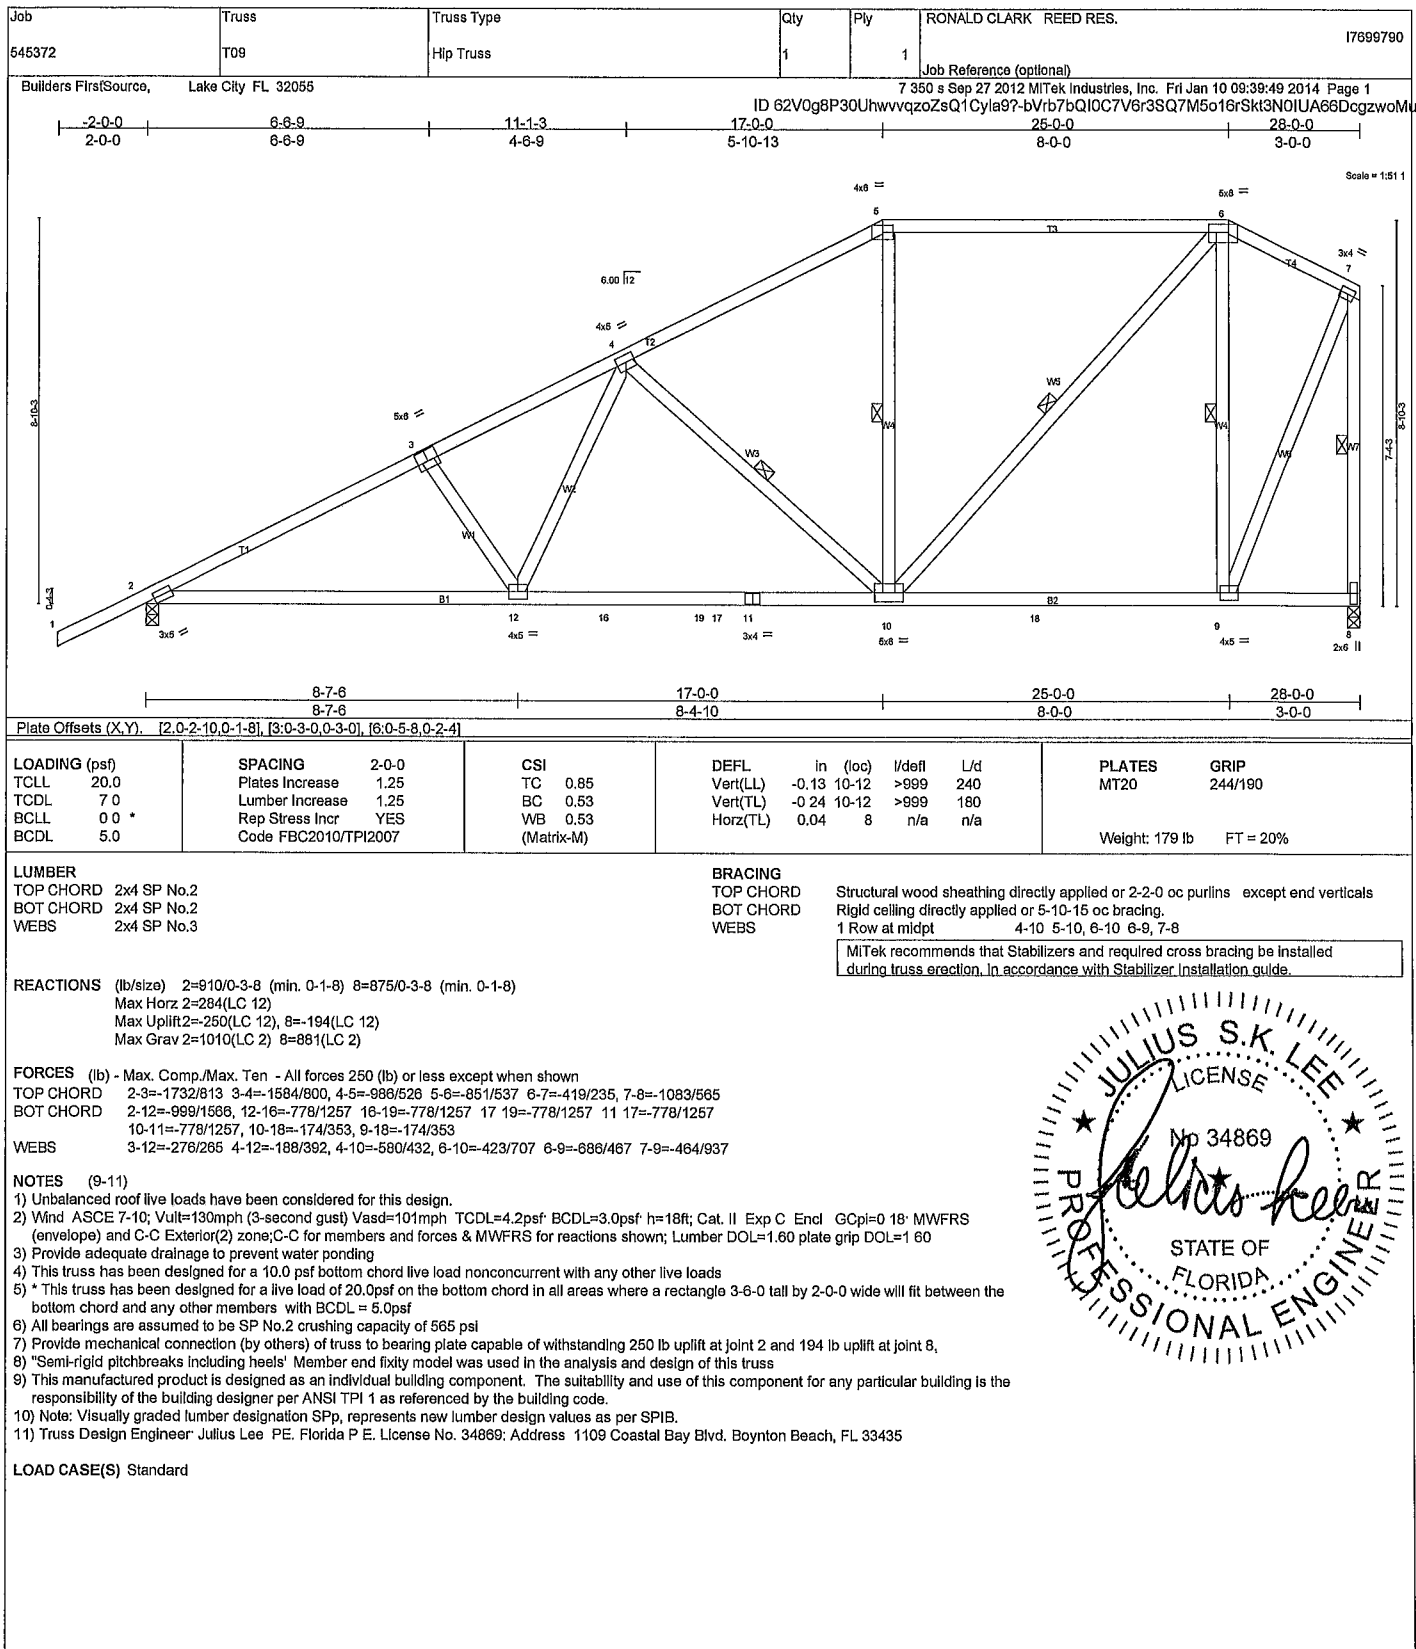 Job Truss Truss Type Qty Ply RONALD CLARK REED RES.
I7699790
545372 T09 Hip Truss 1 1
Job Reference (optional)
Builders FirstSource, Lake City FL 32055 7 350 s Sep 27 2012 MiTek Industries, Inc. Fri Jan 10 09:39:49 2014 Page 1
ID 62V0g8P30UhwvvqzoZsQ1Cyla9?-bVrb7bQI0C7V6r3SQ7M5o16rSkt3N0IUA66DcgzwoMu
-2-0-0 6-6-9 11-1-3 17-0-0 25-0-0 28-0-0
2-0-0 6-6-9 4-6-9 5-10-13 8-0-0 3-0-0
Scale = 1:51 1
4x6 = 5x8 =
5 6
T3
3x4 =
T4 7
6.00 12
4x5 =
4 T2
5x6 =
3
8-10-3
W5
W4 W4
8-10-3
7-4-3
W3
W6 W7
W2
W1
T1
2
0-4-3
1
B1 B2
3x5 =
12 16 19 17 11 10 18 9 8
4x5 = 3x4 = 5x8 = 4x5 = 2x6 ||
8-7-6 17-0-0 25-0-0 28-0-0
8-7-6 8-4-10 8-0-0 3-0-0
Plate Offsets (X,Y). [2,0-2-10,0-1-8], [3:0-3-0,0-3-0], [6:0-5-8,0-2-4]
LOADING (psf) SPACING 2-0-0 CSI DEFL in (loc) l/defl L/d PLATES GRIP
TCLL 20.0 Plates Increase 1.25 TC 0.85 Vert(LL) -0.13 10-12 >999 240 MT20 244/190
TCDL 7 0 Lumber Increase 1.25 BC 0.53 Vert(TL) -0 24 10-12 >999 180
BCLL 0 0 * Rep Stress Incr YES WB 0.53 Horz(TL) 0.04 8 n/a n/a
BCDL 5.0 Code FBC2010/TPI2007 (Matrix-M) Weight: 179 lb FT = 20%
LUMBER
TOP CHORD 2x4 SP No.2
BOT CHORD 2x4 SP No.2
WEBS 2x4 SP No.3
BRACING
TOP CHORD Structural wood sheathing directly applied or 2-2-0 oc purlins except end verticals
BOT CHORD Rigid ceiling directly applied or 5-10-15 oc bracing.
WEBS 1 Row at midpt 4-10 5-10, 6-10 6-9, 7-8
MiTek recommends that Stabilizers and required cross bracing be installed
during truss erection, in accordance with Stabilizer Installation guide.
REACTIONS (lb/size) 2=910/0-3-8 (min. 0-1-8) 8=875/0-3-8 (min. 0-1-8)
Max Horz 2=284(LC 12)
Max Uplift2=-250(LC 12), 8=-194(LC 12)
Max Grav 2=1010(LC 2) 8=881(LC 2)
FORCES (lb) - Max. Comp./Max. Ten - All forces 250 (lb) or less except when shown
TOP CHORD 2-3=-1732/813 3-4=-1584/800, 4-5=-986/526 5-6=-851/537 6-7=-419/235, 7-8=-1083/565
BOT CHORD 2-12=-999/1566, 12-16=-778/1257 16-19=-778/1257 17 19=-778/1257 11 17=-778/1257
10-11=-778/1257, 10-18=-174/353, 9-18=-174/353
WEBS 3-12=-276/265 4-12=-188/392, 4-10=-580/432, 6-10=-423/707 6-9=-686/467 7-9=-464/937
NOTES (9-11)
1) Unbalanced roof live loads have been considered for this design.
2) Wind ASCE 7-10; Vult=130mph (3-second gust) Vasd=101mph TCDL=4.2psf BCDL=3.0psf h=18ft; Cat. II Exp C Encl GCpi=0 18 MWFRS
(envelope) and C-C Exterior(2) zone;C-C for members and forces & MWFRS for reactions shown; Lumber DOL=1.60 plate grip DOL=1 60
3) Provide adequate drainage to prevent water ponding
4) This truss has been designed for a 10.0 psf bottom chord live load nonconcurrent with any other live loads
5) * This truss has been designed for a live load of 20.0psf on the bottom chord in all areas where a rectangle 3-6-0 tall by 2-0-0 wide will fit between the
bottom chord and any other members with BCDL = 5.0psf
6) All bearings are assumed to be SP No.2 crushing capacity of 565 psi
7) Provide mechanical connection (by others) of truss to bearing plate capable of withstanding 250 lb uplift at joint 2 and 194 lb uplift at joint 8,
8) "Semi-rigid pitchbreaks including heels' Member end fixity model was used in the analysis and design of this truss
9) This manufactured product is designed as an individual building component. The suitability and use of this component for any particular building is the
responsibility of the building designer per ANSI TPI 1 as referenced by the building code.
10) Note: Visually graded lumber designation SPp, represents new lumber design values as per SPIB.
11) Truss Design Engineer Julius Lee PE. Florida P E. License No. 34869; Address 1109 Coastal Bay Blvd. Boynton Beach, FL 33435
LOAD CASE(S) Standard
JULIUS S.K. LEE
LICENSE
No 34869
Julius Lee
STATE OF
FLORIDA
PROFESSIONAL ENGINEER